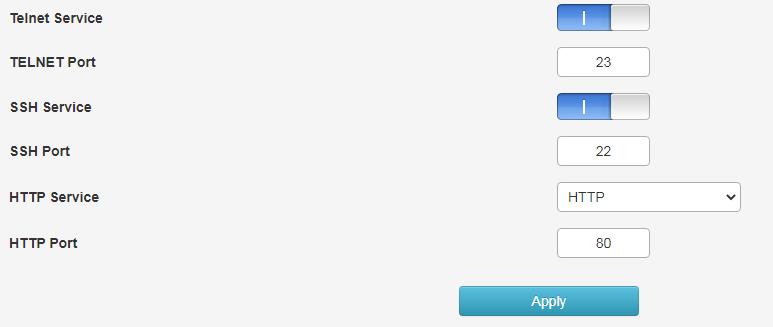 Telnet Service
TELNET Port 23
SSH Service
SSH Port 22
HTTP Service HTTP
HTTP Port 80
Apply